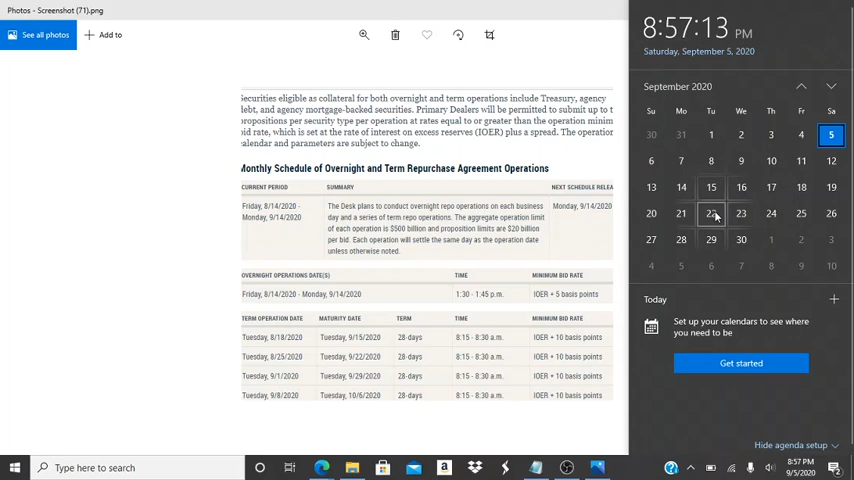 Photos - Screenshot (71).png
See all photos
Add to
Securities eligible as collateral for both overnight and term operations include Treasury, agency
debt, and agency mortgage-backed securities. Primary Dealers will be permitted to submit up to t
propositions per security type per operation at rates equal to or greater than the operation minim
bid rate, which is set at the rate of interest on excess reserves (IOER) plus a spread. The operation
calendar and parameters are subject to change.
Monthly Schedule of Overnight and Term Repurchase Agreement Operations
CURRENT PERIOD SUMMARY NEXT SCHEDULE RELEA
Friday, 8/14/2020 - The Desk plans to conduct overnight repo operations on each business Monday, 9/14/2020
Monday, 9/14/2020 day and a series of term repo operations. The aggregate operation limit
of each operation is $500 billion and proposition limits are $20 billion
per bid. Each operation will settle the same day as the operation date
unless otherwise noted.
OVERNIGHT OPERATIONS DATE(S) TIME MINIMUM BID RATE
Friday, 8/14/2020 - Monday, 9/14/2020 1:30 - 1:45 p.m. IOER + 5 basis points
TERM OPERATION DATE MATURITY DATE TERM TIME MINIMUM BID RATE
Tuesday, 8/18/2020 Tuesday, 9/15/2020 28-days 8:15 - 8:30 a.m. IOER + 10 basis points
Tuesday, 8/25/2020 Tuesday, 9/22/2020 28-days 8:15 - 8:30 a.m. IOER + 10 basis points
Tuesday, 9/1/2020 Tuesday, 9/29/2020 28-days 8:15 - 8:30 a.m. IOER + 10 basis points
Tuesday, 9/8/2020 Tuesday, 10/6/2020 28-days 8:15 - 8:30 a.m. IOER + 10 basis points
8:57:13 PM
Saturday, September 5, 2020
September 2020
Su Mo Tu We Th Fr Sa
30 31 1 2 3 4 5
6 7 8 9 10 11 12
13 14 15 16 17 18 19
20 21 22 23 24 25 26
27 28 29 30 1 2 3
4 5 6 7 8 9 10
Today
Set up your calendars to see where
you need to be
Get started
Hide agenda setup
Type here to search
a
8:57 PM
9/5/2020
2